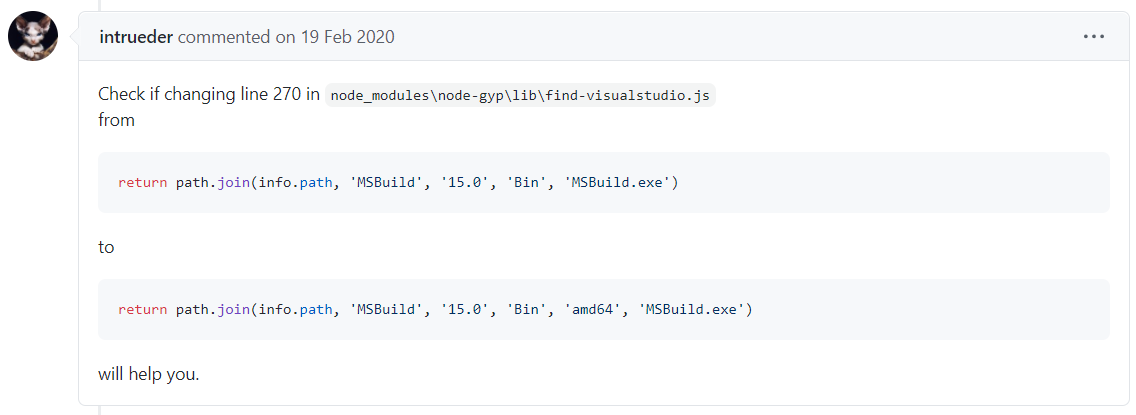 intrueder commented on 19 Feb 2020
Check if changing line 270 in node_modules\node-gyp\lib\find-visualstudio.js
from
return path.join(info.path, 'MSBuild', '15.0', 'Bin', 'MSBuild.exe')
to
return path.join(info.path, 'MSBuild', '15.0', 'Bin', 'amd64', 'MSBuild.exe')
will help you.